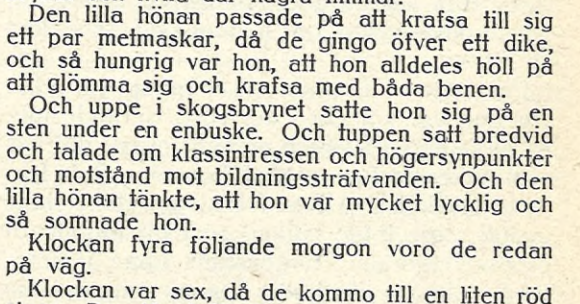 Den lilla hönan passade på att krafsa till sig
ett par metmaskar, då de gingo öfver ett dike,
och så hungrig var hon, att hon alldeles höll på
att glömma sig och krafsa med båda benen.
Och uppe i skogsbrynet satte hon sig på en
sten under en enbuske. Och tuppen satt bredvid
och talade om klassintressen och högersynpunkter
och motstånd mot bildningssträfvanden. Och den
lilla hönan tänkte, att hon var mycket lycklig och
så somnade hon.
Klockan fyra följande morgon voro de redan
på väg.
Klockan var sex, då de kommo till en liten röd